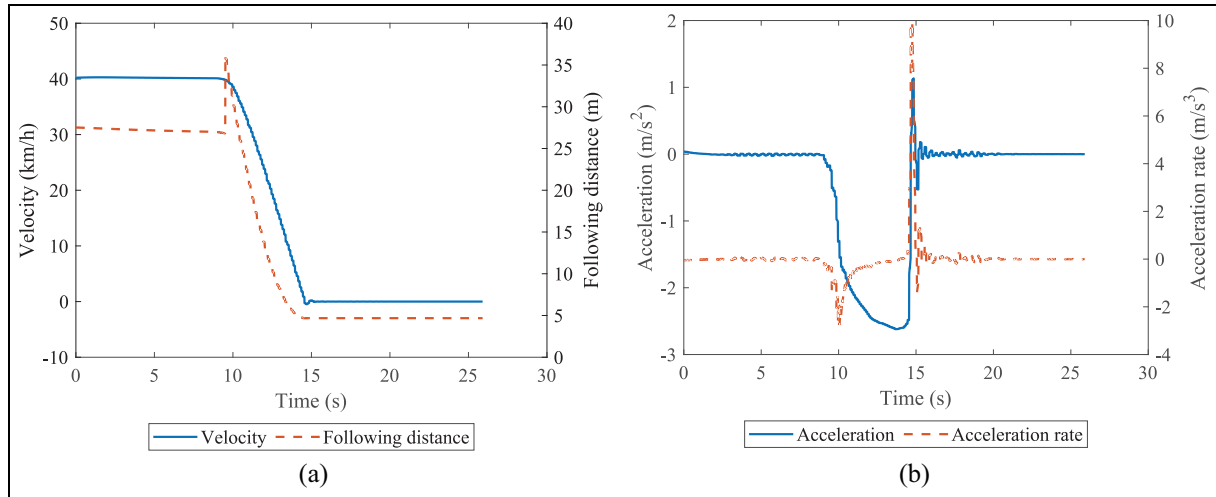 50
40
30
20
10
0
-10
Velocity (km/h)
40
35
30
25
20
15
10
5
0
Following distance (m)
0 5 10 15 20 25 30
Time (s)
Velocity Following distance
(a)
2
1
0
-1
-2
-3
Acceleration (m/s²)
10
8
6
4
2
0
-2
-4
Acceleration rate (m/s³)
0 5 10 15 20 25 30
Time (s)
Acceleration Acceleration rate
(b)